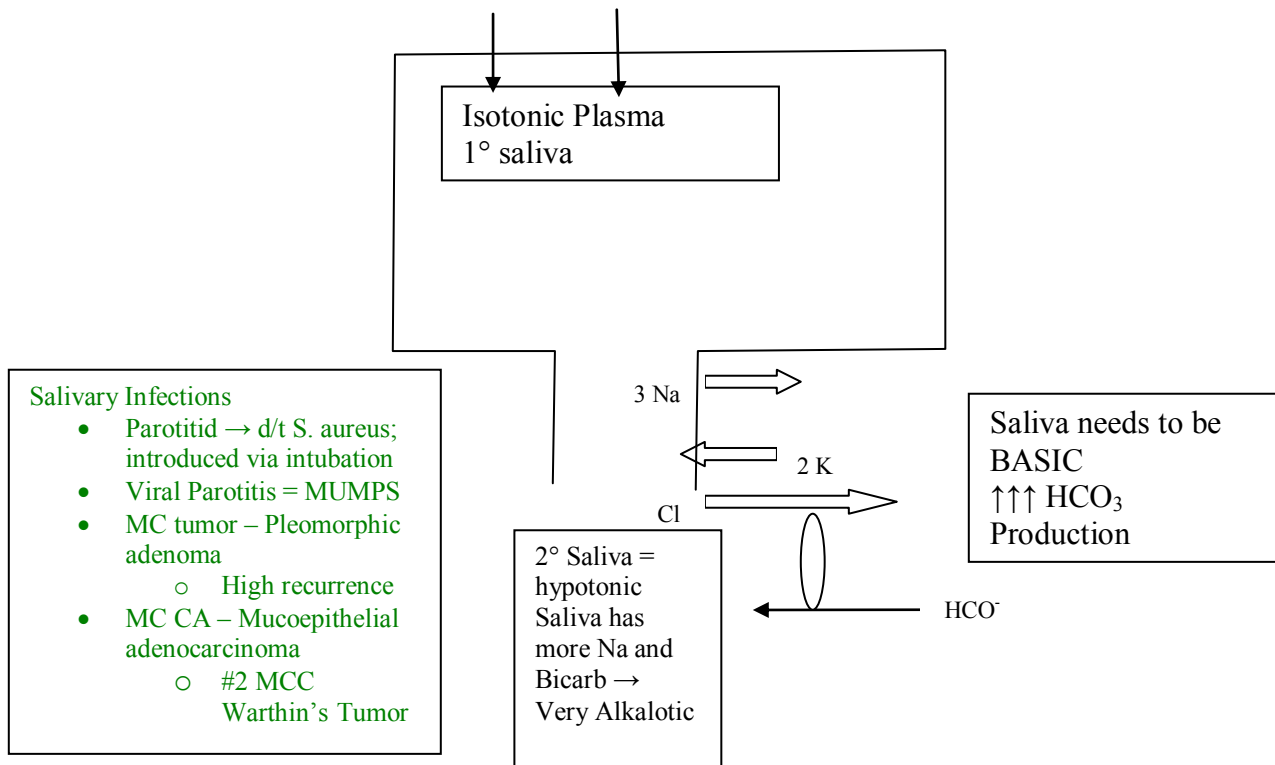 Isotonic Plasma
1° saliva
Salivary Infections
• Parotitid → d/t S. aureus;
introduced via intubation
• Viral Parotitis = MUMPS
• MC tumor – Pleomorphic
adenoma
o High recurrence
• MC CA – Mucoepithelial
adenocarcinoma
o #2 MCC
Warthin's Tumor
3 Na
2 K
Cl
2° Saliva =
hypotonic
Saliva has
more Na and
Bicarb →
Very Alkalotic
HCO⁻
Saliva needs to be
BASIC
↑↑↑ HCO₃
Production